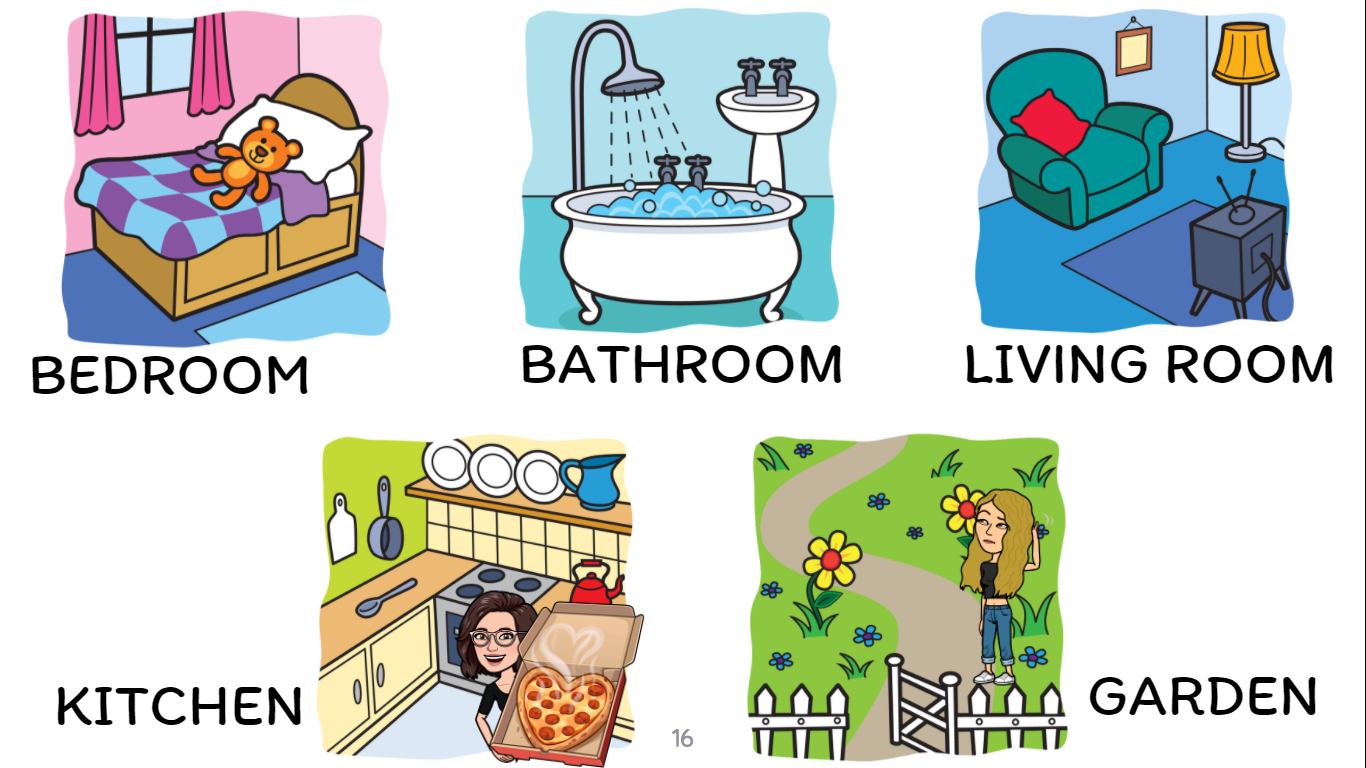 BEDROOM
BATHROOM
LIVING ROOM
KITCHEN
GARDEN
16